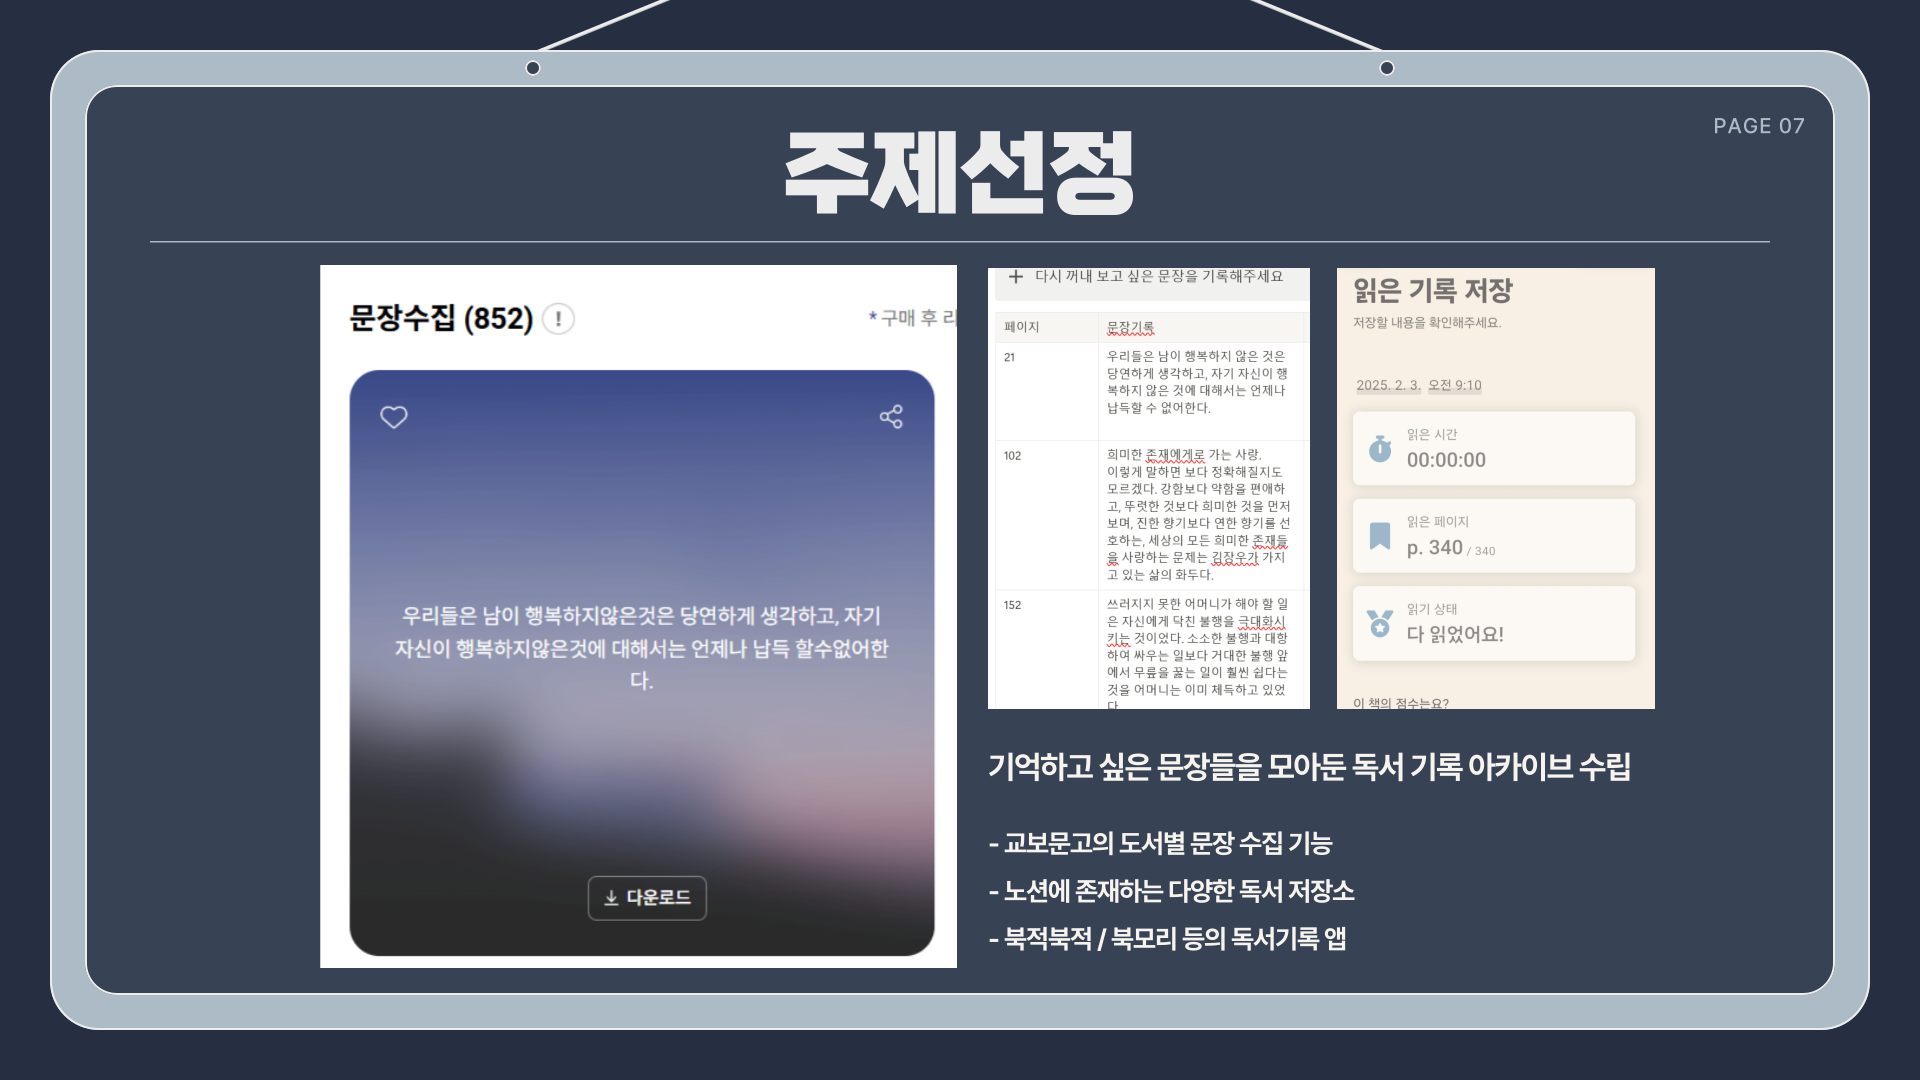 PAGE 07
주제선정
문장수집 (852) !
* 구매 후 리
우리들은 남이 행복하지않은것은 당연하게 생각하고, 자기
자신이 행복하지않은것에 대해서는 언제나 납득 할수없어한
다.
다운로드
+ 다시 꺼내 보고 싶은 문장을 기록해주세요
페이지 문장기록
21 우리들은 남이 행복하지 않은 것은
당연하게 생각하고, 자기 자신이 행
복하지 않은 것에 대해서는 언제나
납득할 수 없어한다.
102 희미한 존재에게로 가는 사랑.
이렇게 말하면 보다 정확해질지도
모르겠다. 강함보다 약함을 편애하
고, 뚜렷한 것보다 희미한 것을 먼저
보며, 진한 향기보다 연한 향기를 선
호하는, 세상의 모든 희미한 존재들
을 사랑하는 문제는 김장우가 가지
고 있는 삶의 화두다.
152 쓰러지지 못한 어머니가 해야 할 일
은 자신에게 닥친 불행을 극대화시
키는 것이었다. 소소한 불행과 대항
하여 싸우는 일보다 거대한 불행 앞
에서 무릎을 꿇는 일이 훨씬 쉽다는
것을 어머니는 이미 체득하고 있었
다
읽은 기록 저장
저장할 내용을 확인해주세요.
2025. 2. 3. 오전 9:10
읽은 시간
00:00:00
읽은 페이지
p. 340 / 340
읽기 상태
다 읽었어요!
이 책의 점수는요?
기억하고 싶은 문장들을 모아둔 독서 기록 아카이브 수립
- 교보문고의 도서별 문장 수집 기능
- 노션에 존재하는 다양한 독서 저장소
- 북적북적 / 북모리 등의 독서기록 앱